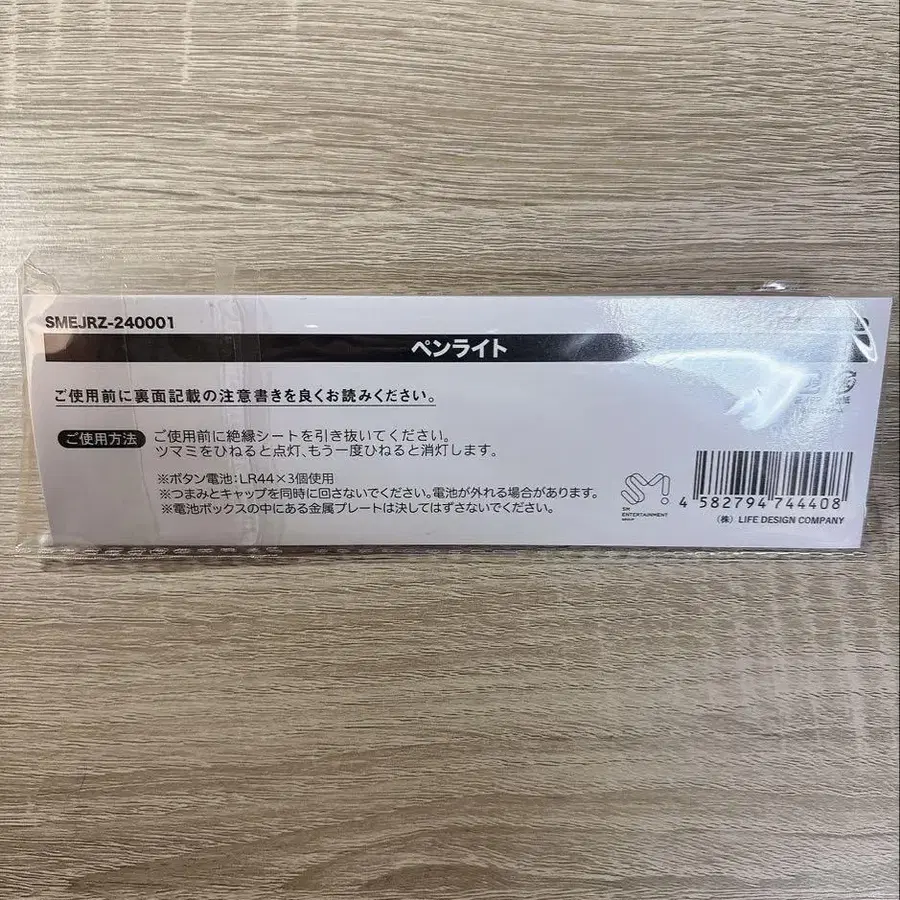 SMEJRZ-240001
ペンライト
ご使用前に裏面記載の注意書きを良くお読みください。
ご使用方法
ご使用前に絶縁シートを引き抜いてください。
ツマミをひねると点灯、もう一度ひねると消灯します。
※ボタン電池:LR44×3個使用
※つまみとキャップを同時に回さないでください。電池が外れる場合があります。
※電池ボックスの中にある金属プレートは決してはずさないでください。
SM
ENTERTAINMENT
GROUP
4 582794 744408
(株) LIFE DESIGN COMPANY